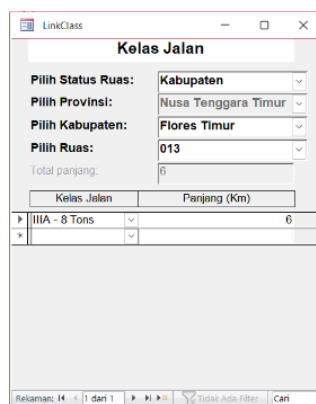 LinkClass
Kelas Jalan
Pilih Status Ruas: Kabupaten
Pilih Provinsi: Nusa Tenggara Timur
Pilih Kabupaten: Flores Timur
Pilih Ruas: 013
Total panjang: 6
Kelas Jalan Panjang (Km)
IIIA - 8 Tons 6
Rekaman: 1 dari 1 Tidak Ada Filter Cari